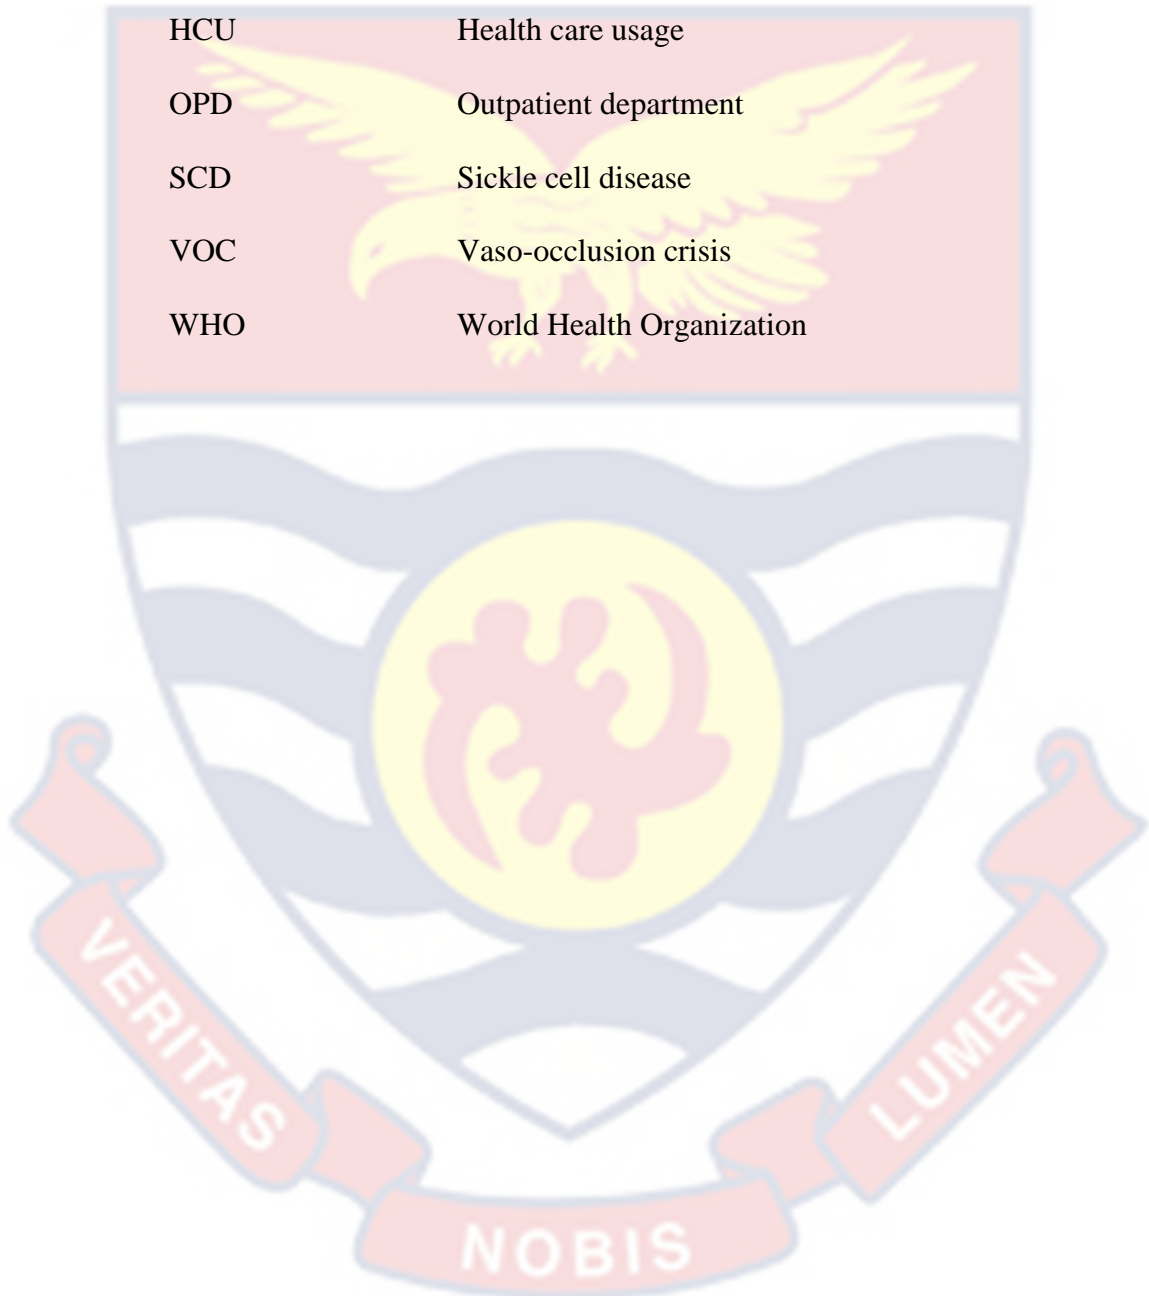 HCU Health care usage
OPD Outpatient department
SCD Sickle cell disease
VOC Vaso-occlusion crisis
WHO World Health Organization
VERITAS NOBIS LUMEN